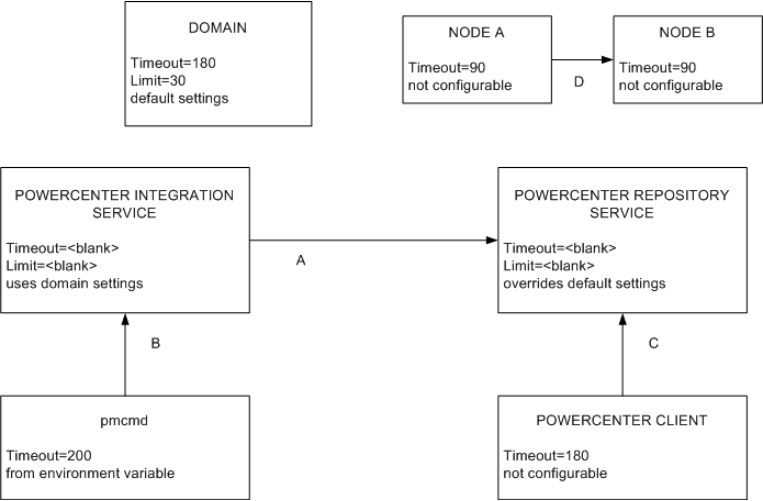 DOMAIN
Timeout=180
Limit=30
default settings
NODE A
Timeout=90
not configurable
D
NODE B
Timeout=90
not configurable
POWERCENTER INTEGRATION
SERVICE
Timeout=<blank>
Limit=<blank>
uses domain settings
A
POWERCENTER REPOSITORY
SERVICE
Timeout=<blank>
Limit=<blank>
overrides default settings
B
C
pmcmd
Timeout=200
from environment variable
POWERCENTER CLIENT
Timeout=180
not configurable